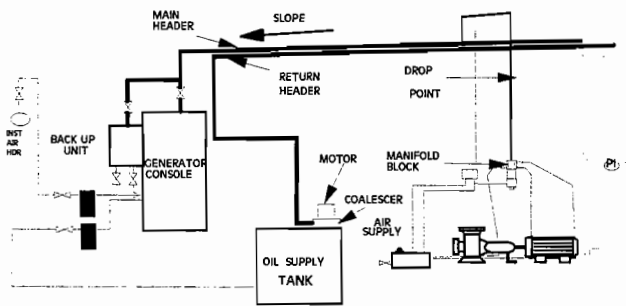 MAIN
HEADER
SLOPE
RETURN
HEADER
DROP
POINT
INST
AIR
HDR
BACK UP
UNIT
GENERATOR
CONSOLE
MOTOR
COALESCER
MANIFOLD
BLOCK
AIR
SUPPLY
OIL SUPPLY
TANK
PI